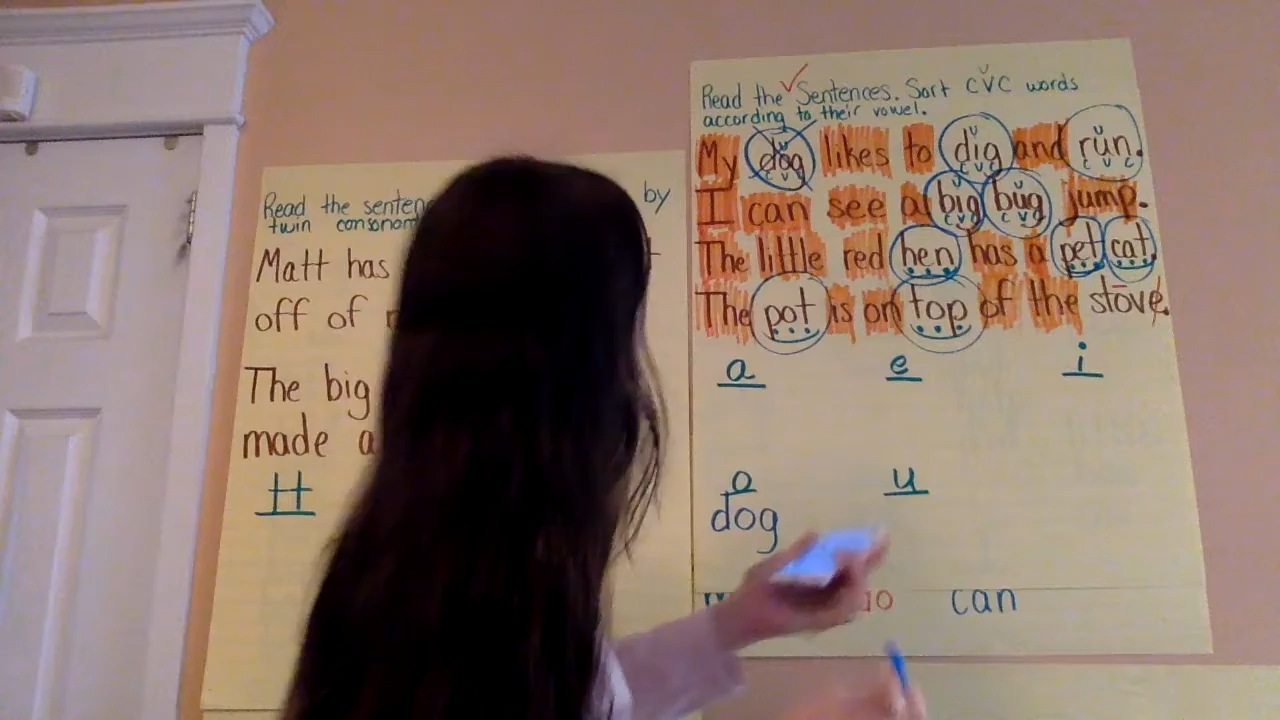 Read the
twin
Matt has
off of
The big
made a
tt
by
Read the Sentences. Sort CVC words
according to their vowel.
My dog likes to dig and run.
I can see a big bug jump.
The little red hen has a pet cat.
The pot is on top of the stove.
a e i
o u
dog
can